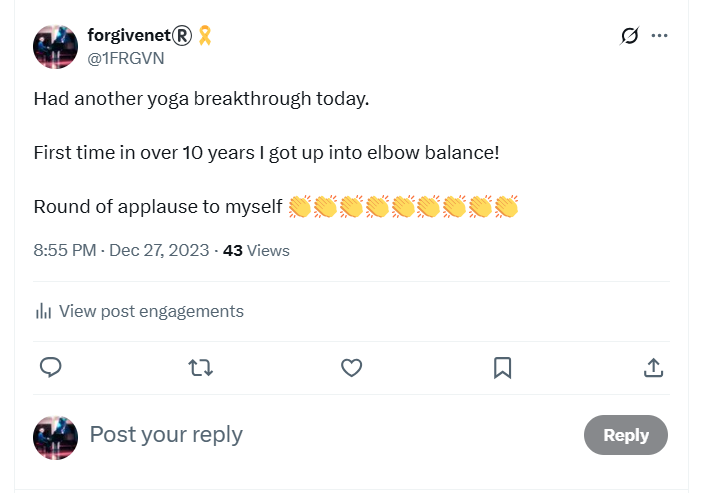 forgivenet®🎗
@1FRGVN
Had another yoga breakthrough today.
First time in over 10 years I got up into elbow balance!
Round of applause to myself 👏👏👏👏👏👏👏👏👏
8:55 PM · Dec 27, 2023 · 43 Views
View post engagements
Post your reply
Reply